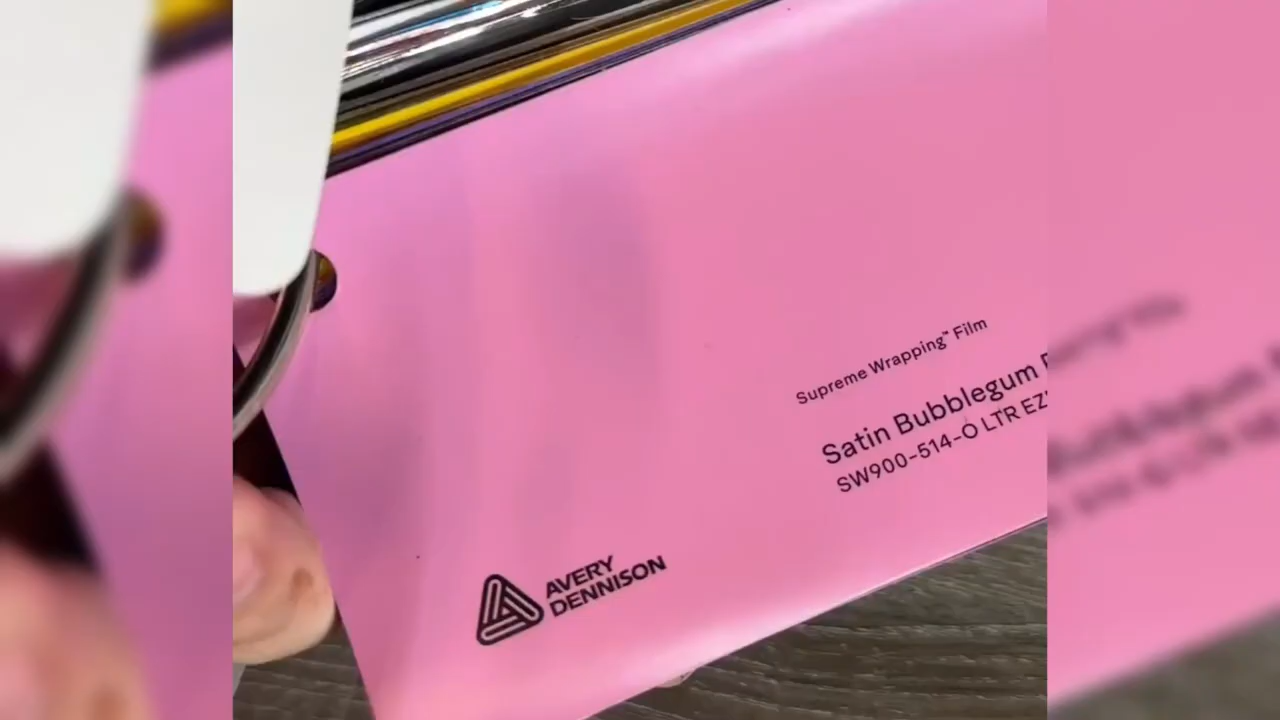 Supreme Wrapping™ Film
Satin Bubblegum
SW900-514-O LTR
AVERY
DENNISON